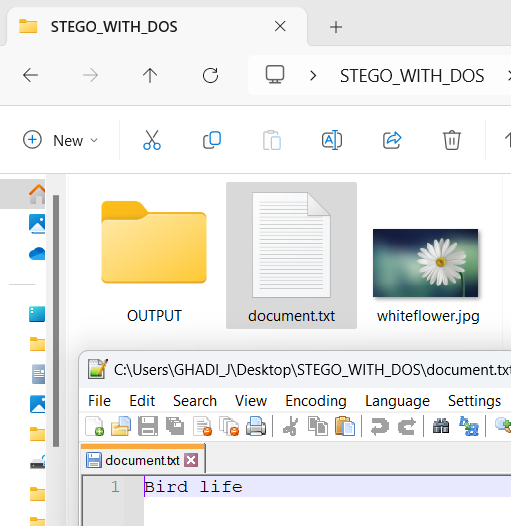 STEGO_WITH_DOS
STEGO_WITH_DOS
New
OUTPUT
document.txt
whiteflower.jpg
C:\Users\GHADI_J\Desktop\STEGO_WITH_DOS\document.txt
File Edit Search View Encoding Language Settings
document.txt
1 Bird life